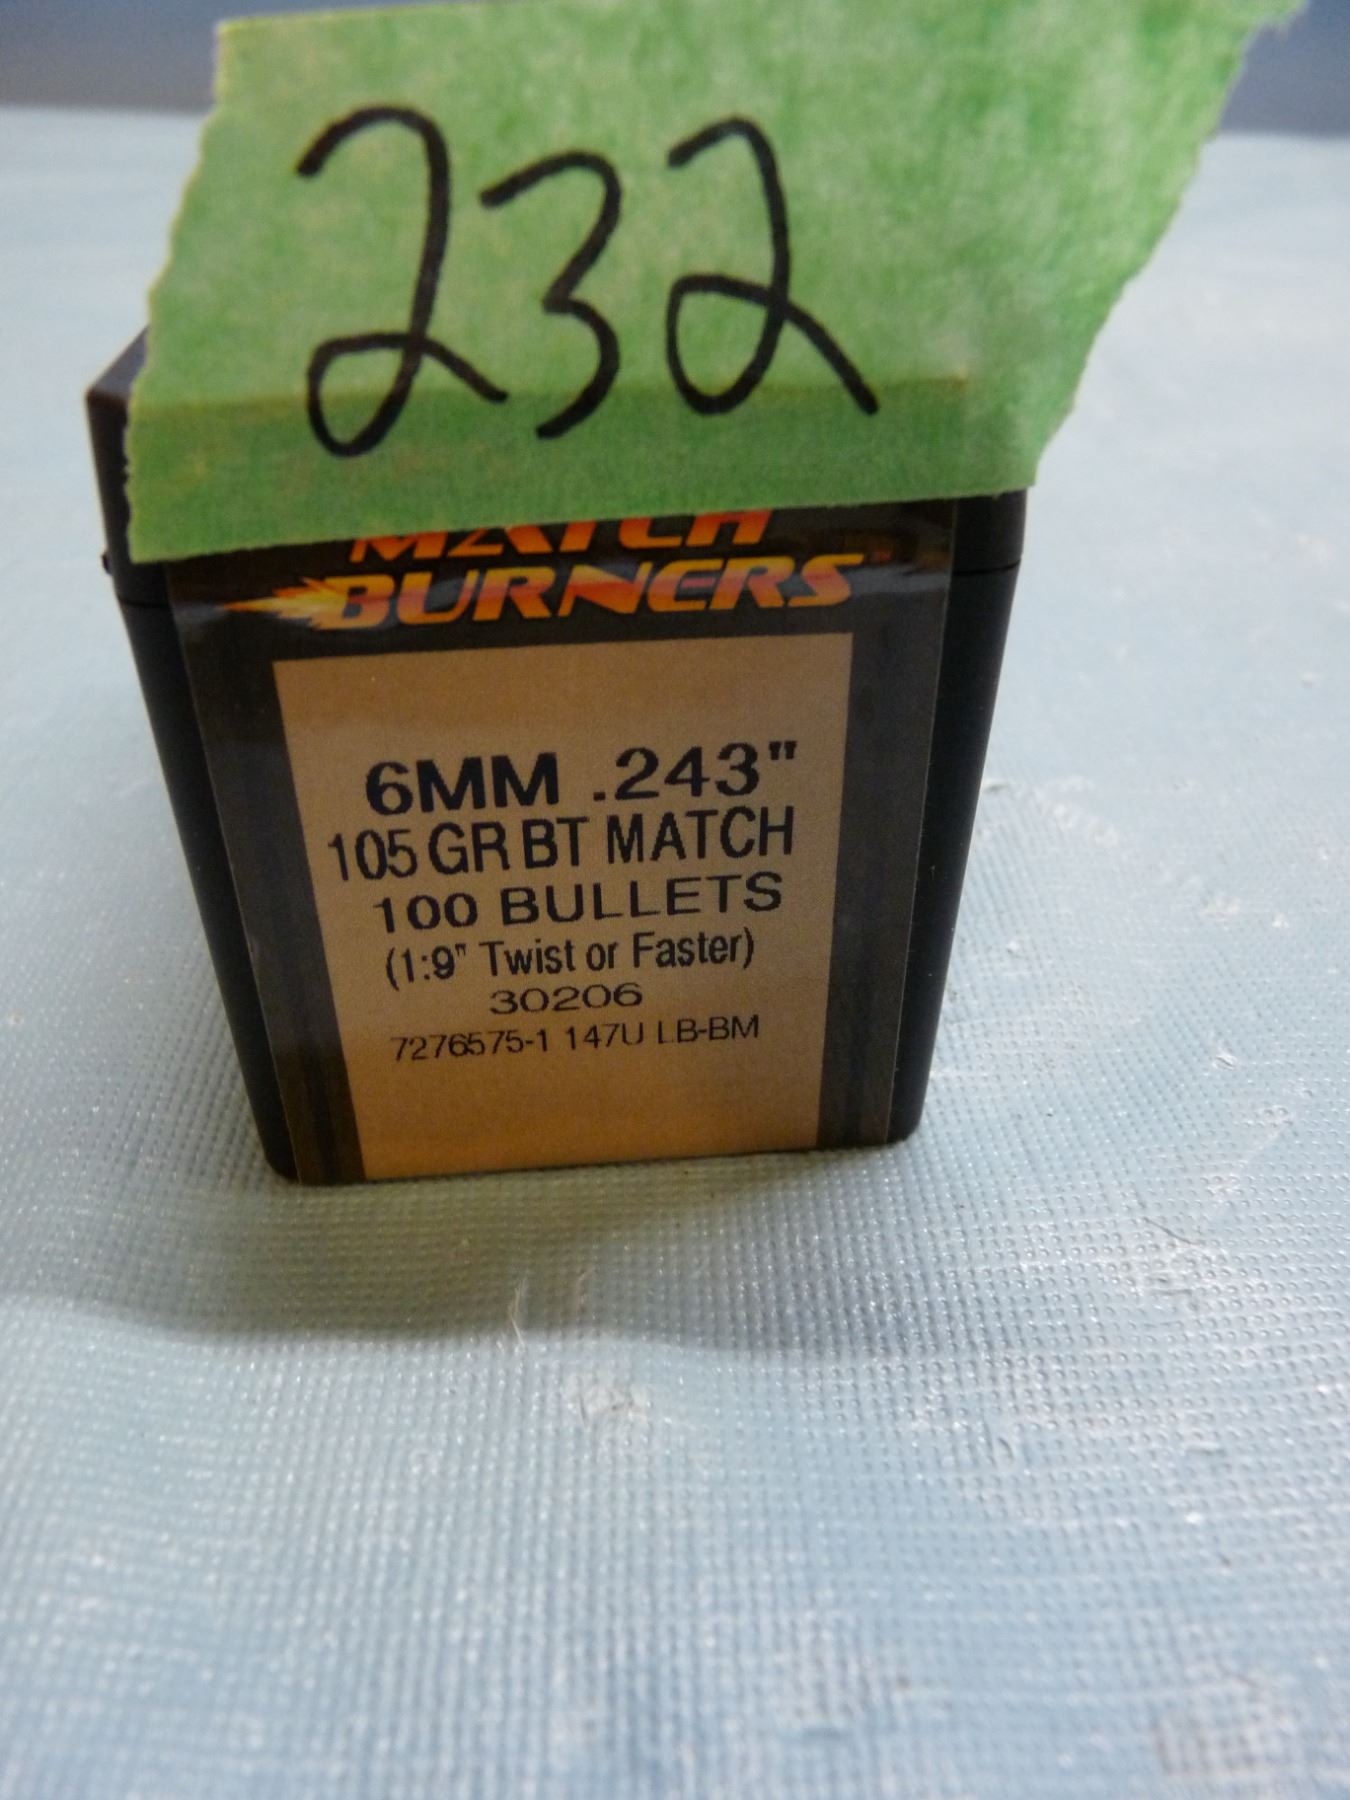 232
MATCH
BURNERS
6MM .243"
105 GR BT MATCH
100 BULLETS
(1:9" Twist or Faster)
30206
7276575-1 147U LB-BM